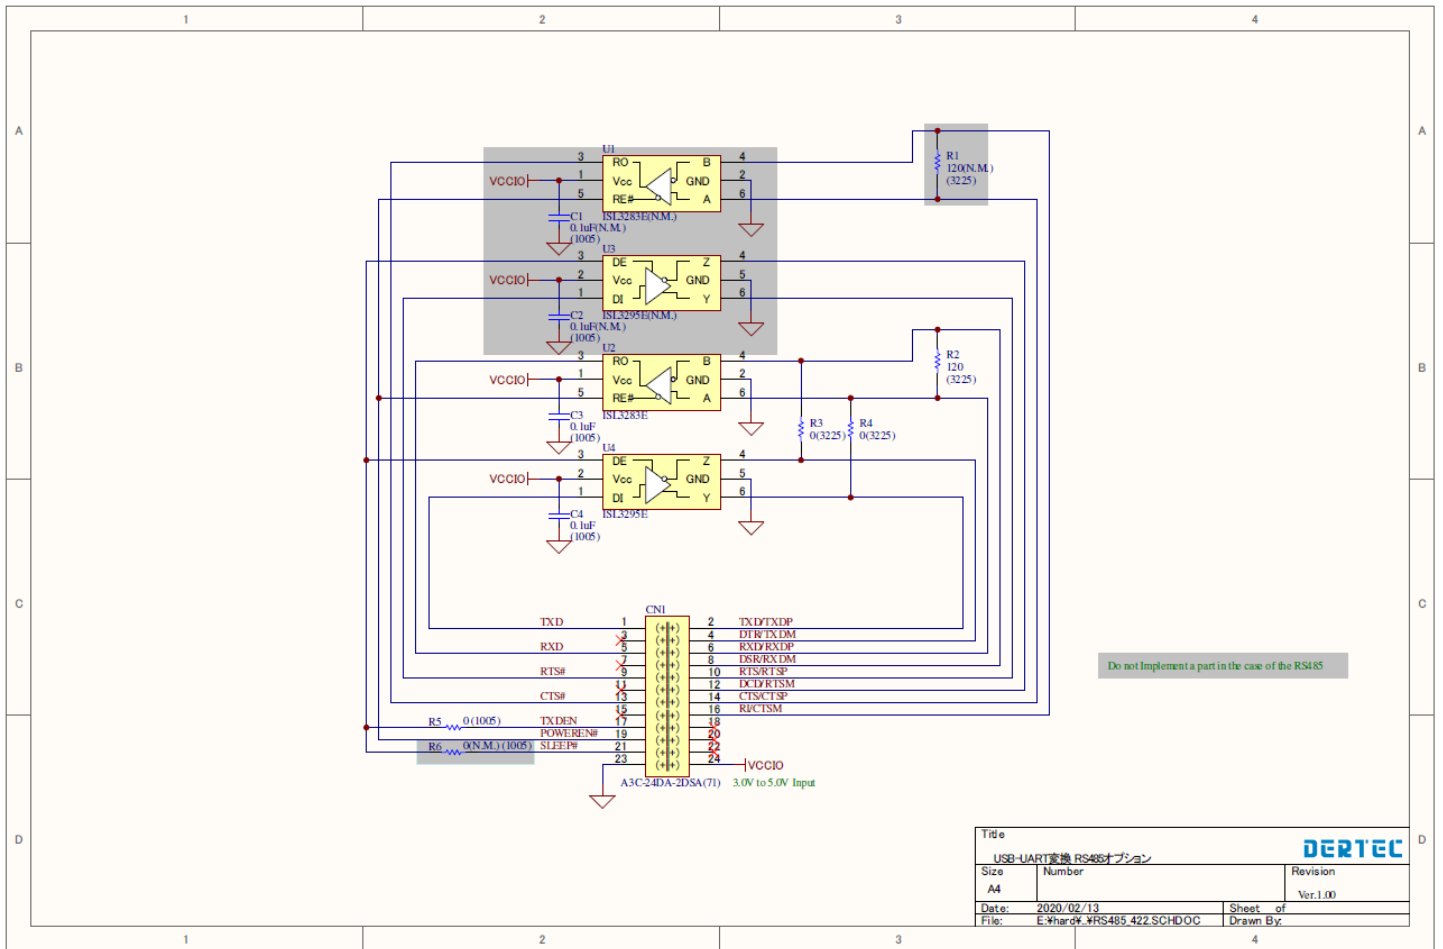 1 2 3 4
A A
U1
3 RO B 4
VCCIO 1 Vcc GND 2
5 RE# A 6
ISL3283E(N.M.)
C1
0.1uF(N.M.)
(1005)
R1
120(N.M.)
(3225)
U3
3 DE Z 4
VCCIO 2 Vcc GND 5
1 DI Y 6
ISL3295E(N.M.)
C2
0.1uF(N.M.)
(1005)
B B
U2
3 RO B 4
VCCIO 1 Vcc GND 2
5 RE# A 6
ISL3283E
C3
0.1uF
(1005)
R2
120
(3225)
R3
0(3225)
R4
0(3225)
U4
3 DE Z 4
VCCIO 2 Vcc GND 5
1 DI Y 6
ISL3295E
C4
0.1uF
(1005)
C C
CN1
TXD 1 2 TXD/TXDP
3 4 DTR/TXDM
RXD 5 6 RXD/RXDP
7 8 DSR/RXDM
RTS# 9 10 RTS/RTSP
11 12 DCD/RTSM
CTS# 13 14 CTS/CTSP
15 16 RI/CTSM
R5 0(1005) TXDEN 17 18
POWEREN# 19 20
R6 0(N.M.)(1005) SLEEP# 21 22
23 24 VCCIO
A3C-24DA-2DSA(71) 3.0V to 5.0V Input
Do not Implement a part in the case of the RS485
D D
Title
DERTEC
USB-UART変換 RS485オプション
Size Number Revision
A4 Ver.1.00
Date: 2020/02/13 Sheet of
File: E:¥hard¥..¥RS485_422.SCHDOC Drawn By:
1 2 3 4